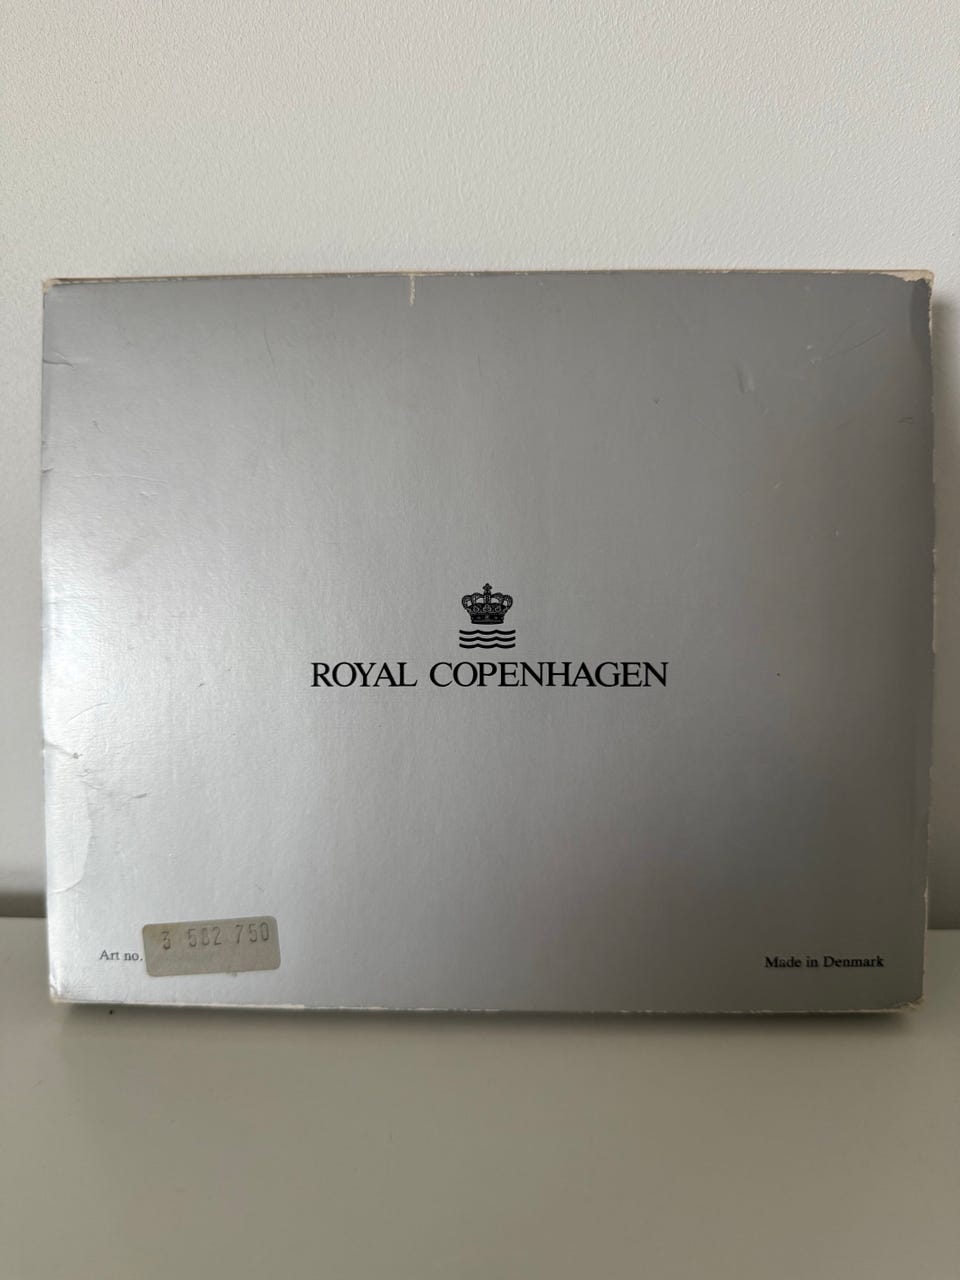 ROYAL COPENHAGEN
Art no. 3 582 750
Made in Denmark